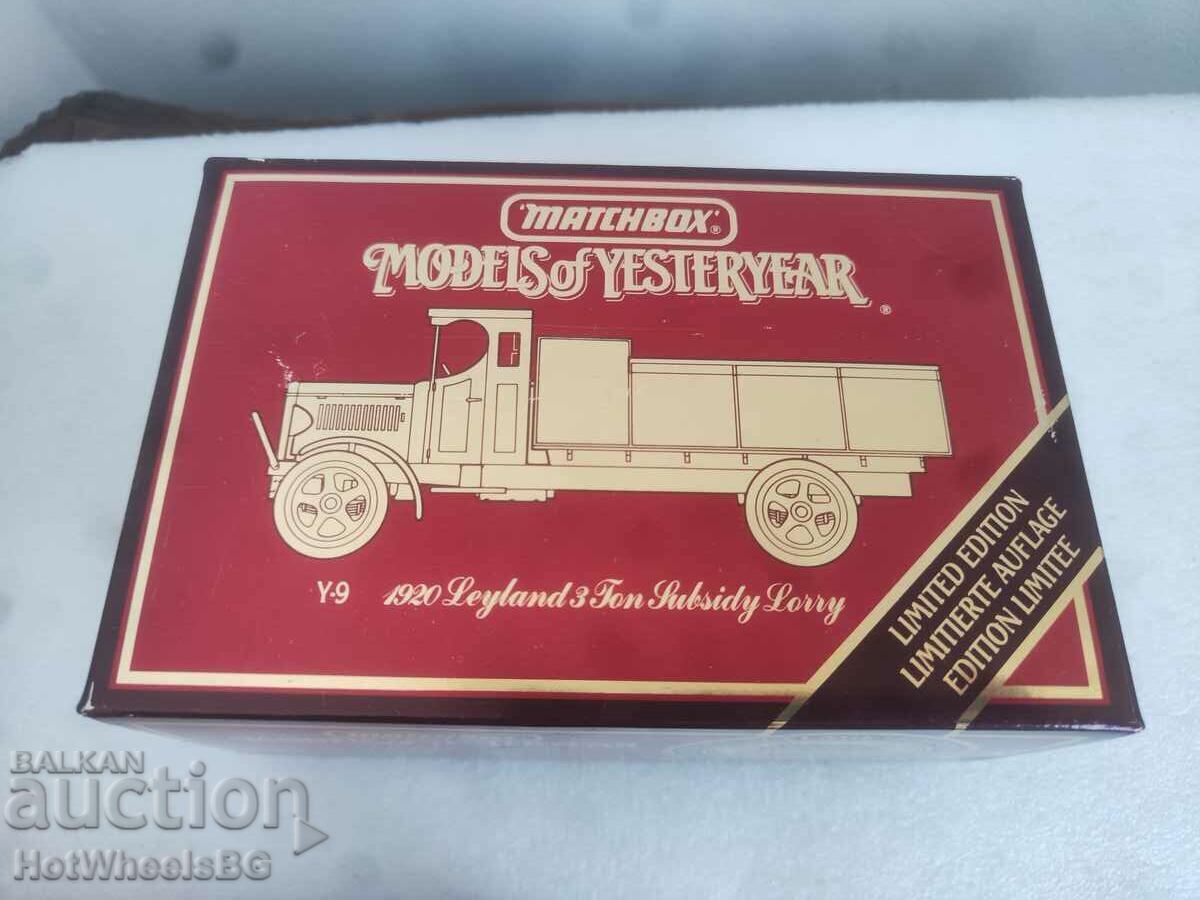 'MATCHBOX'®
MODELS of YESTERYEAR®
Y-9 1920 Leyland 3 Ton Subsidy Lorry
LIMITED EDITION
LIMITIERTE AUFLAGE
EDITION LIMITEE
BALKAN
auction
HotWheelsBG